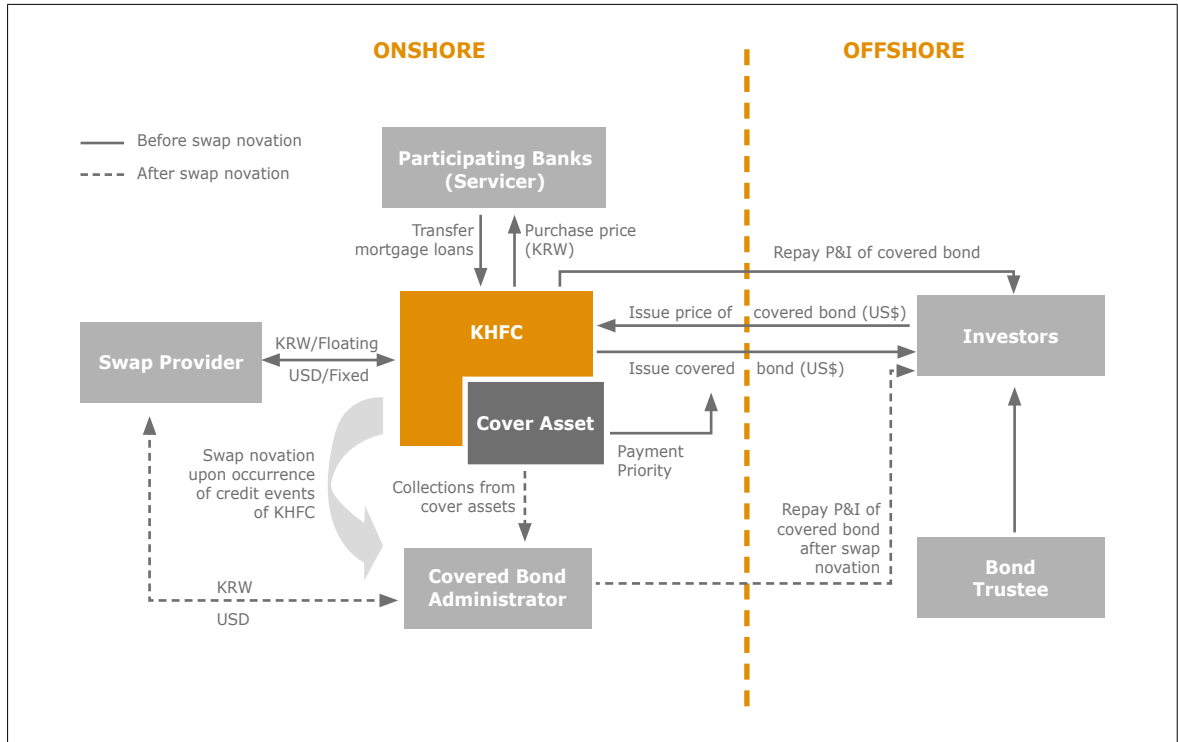 ONSHORE
OFFSHORE
Before swap novation
After swap novation
Participating Banks
(Servicer)
Transfer
mortgage loans
Purchase price
(KRW)
Repay P&I of covered bond
KHFC
Issue price of covered bond (US$)
Investors
Swap Provider
KRW/Floating
USD/Fixed
Issue covered bond (US$)
Cover Asset
Payment
Priority
Swap novation
upon occurrence
of credit events
of KHFC
Collections from
cover assets
Repay P&I of
covered bond
after swap
novation
Covered Bond
Administrator
Bond
Trustee
KRW
USD